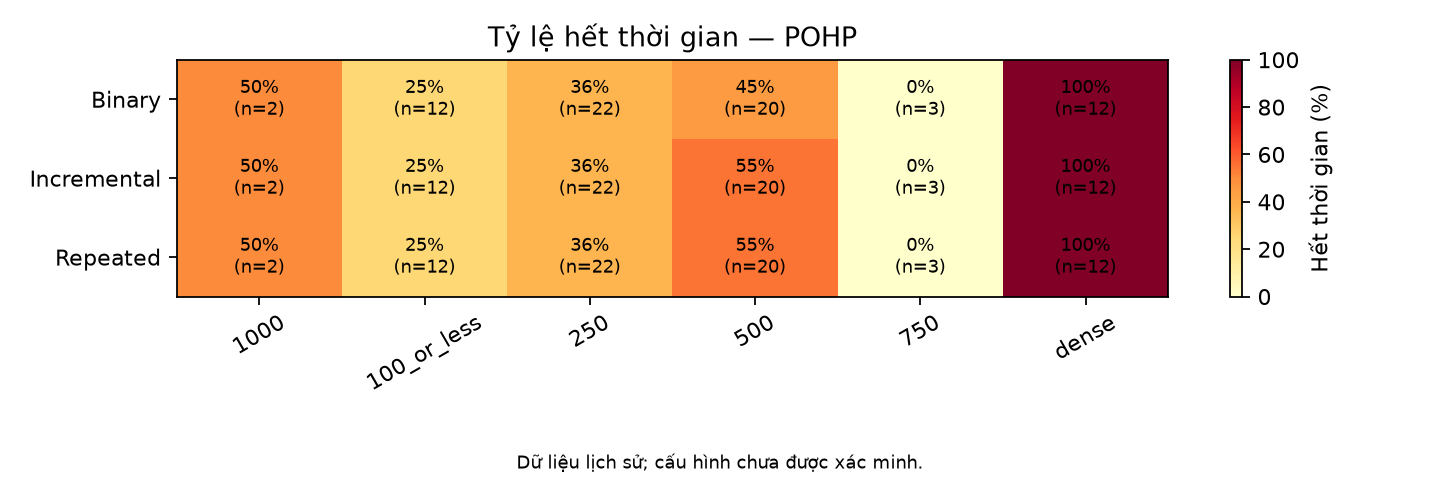 Tỷ lệ hết thời gian — POHP
Binary
50%
(n=2)
25%
(n=12)
36%
(n=22)
45%
(n=20)
0%
(n=3)
100%
(n=12)
Incremental
50%
(n=2)
25%
(n=12)
36%
(n=22)
55%
(n=20)
0%
(n=3)
100%
(n=12)
Repeated
50%
(n=2)
25%
(n=12)
36%
(n=22)
55%
(n=20)
0%
(n=3)
100%
(n=12)
1000
100_or_less
250
500
750
dense
100
80
60
40
20
0
Hết thời gian (%)
Dữ liệu lịch sử; cấu hình chưa được xác minh.